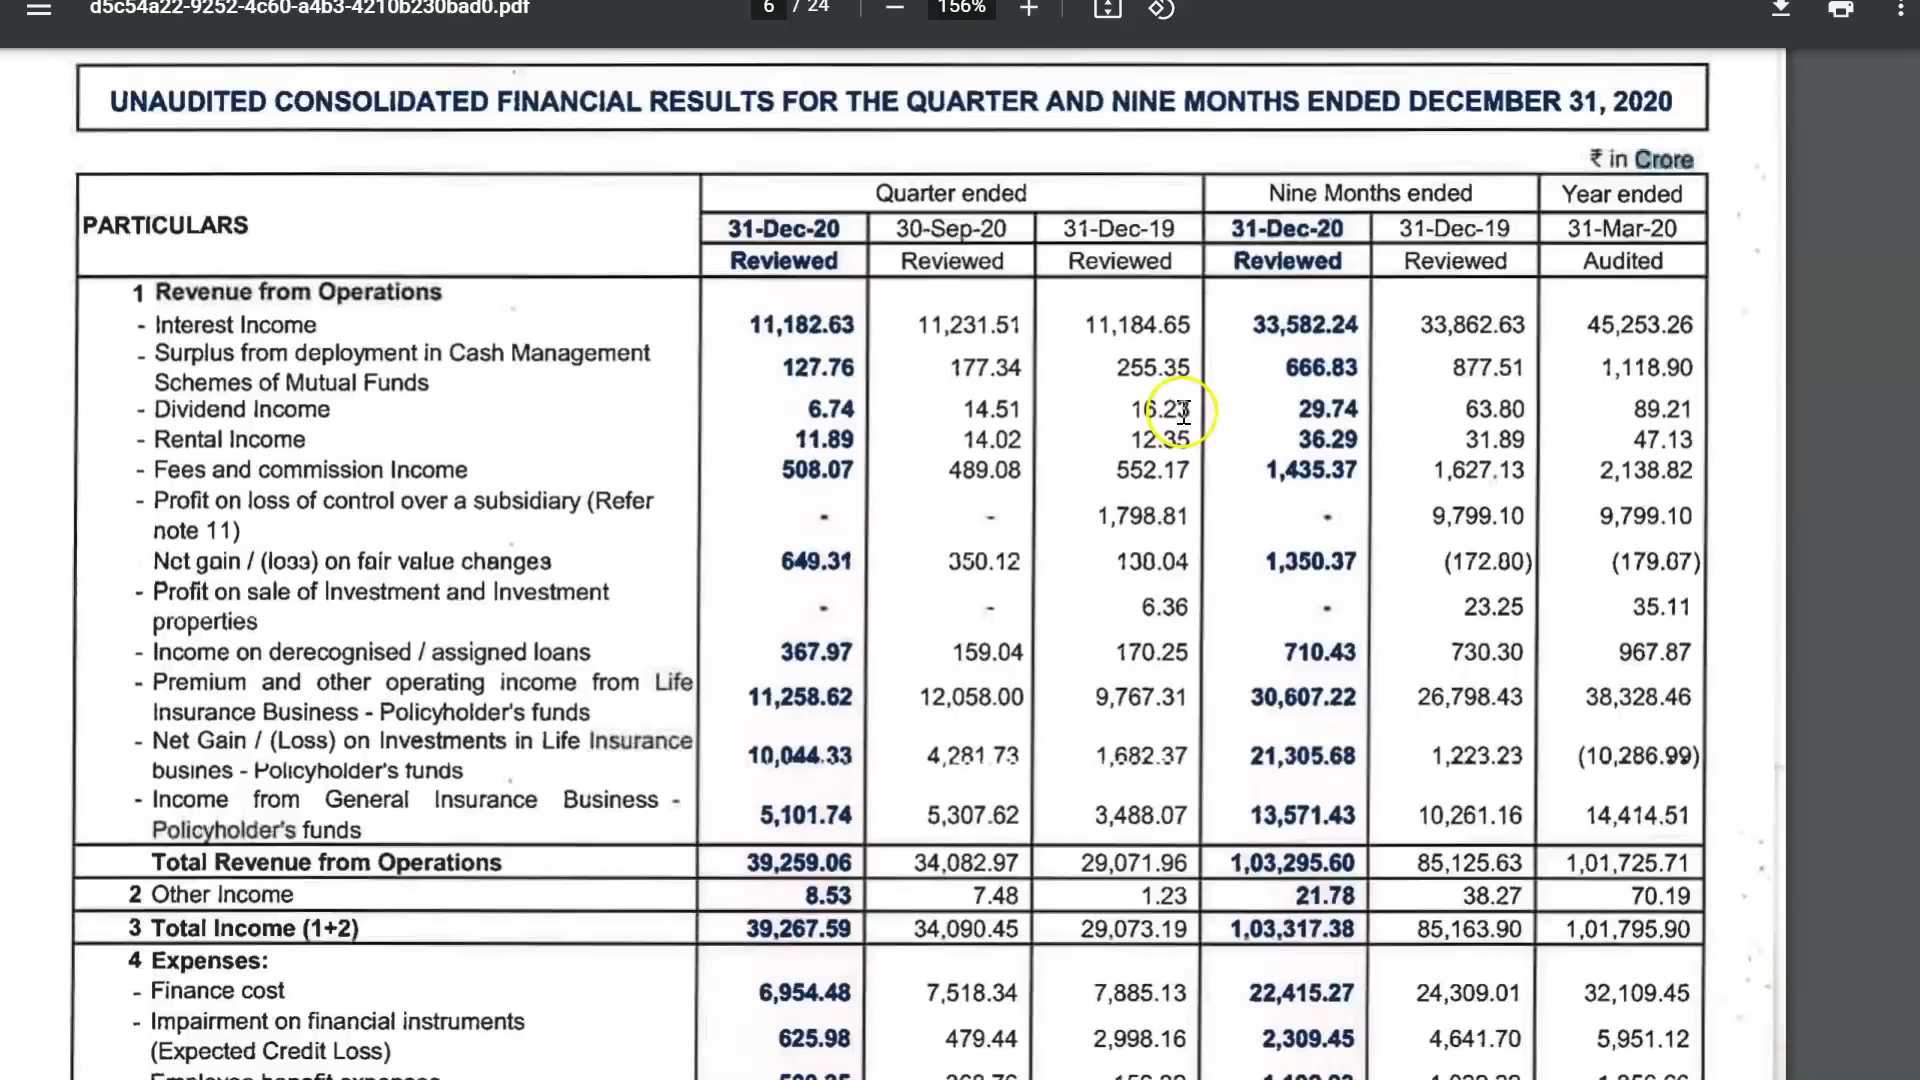 d5c54a22-9252-4c60-a4b3-4210b230bad0.pdf 6 / 24 — 156% +
UNAUDITED CONSOLIDATED FINANCIAL RESULTS FOR THE QUARTER AND NINE MONTHS ENDED DECEMBER 31, 2020
₹ in Crore
PARTICULARS Quarter ended Nine Months ended Year ended
31-Dec-20 30-Sep-20 31-Dec-19 31-Dec-20 31-Dec-19 31-Mar-20
Reviewed Reviewed Reviewed Reviewed Reviewed Audited
1 Revenue from Operations
- Interest Income 11,182.63 11,231.51 11,184.65 33,582.24 33,862.63 45,253.26
- Surplus from deployment in Cash Management
Schemes of Mutual Funds 127.76 177.34 255.35 666.83 877.51 1,118.90
- Dividend Income 6.74 14.51 16.23 29.74 63.80 89.21
- Rental Income 11.89 14.02 12.35 36.29 31.89 47.13
- Fees and commission Income 508.07 489.08 552.17 1,435.37 1,627.13 2,138.82
- Profit on loss of control over a subsidiary (Refer
note 11) - - 1,798.81 - 9,799.10 9,799.10
Net gain / (loss) on fair value changes 649.31 350.12 138.04 1,350.37 (172.80) (179.87)
- Profit on sale of Investment and Investment
properties - - 6.36 - 23.25 35.11
- Income on derecognised / assigned loans 367.97 159.04 170.25 710.43 730.30 967.87
- Premium and other operating income from Life
Insurance Business - Policyholder's funds 11,258.62 12,058.00 9,767.31 30,607.22 26,798.43 38,328.46
- Net Gain / (Loss) on Investments in Life Insurance
busines - Policyholder's funds 10,044.33 4,281.73 1,682.37 21,305.68 1,223.23 (10,286.99)
- Income from General Insurance Business -
Policyholder's funds 5,101.74 5,307.62 3,488.07 13,571.43 10,261.16 14,414.51
Total Revenue from Operations 39,259.06 34,082.97 29,071.96 1,03,295.60 85,125.63 1,01,725.71
2 Other Income 8.53 7.48 1.23 21.78 38.27 70.19
3 Total Income (1+2) 39,267.59 34,090.45 29,073.19 1,03,317.38 85,163.90 1,01,795.90
4 Expenses:
- Finance cost 6,954.48 7,518.34 7,885.13 22,415.27 24,309.01 32,109.45
- Impairment on financial instruments
(Expected Credit Loss) 625.98 479.44 2,998.16 2,309.45 4,641.70 5,951.12